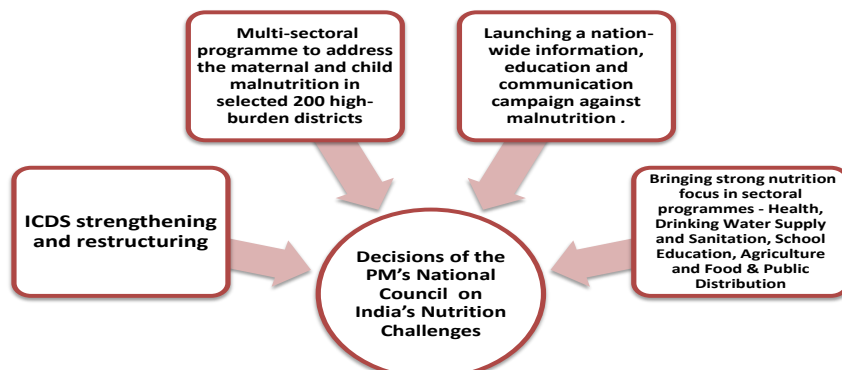 Multi-sectoral
programme to address
the maternal and child
malnutrition in
selected 200 high-
burden districts
Launching a nation-
wide information,
education and
communication
campaign against
malnutrition .
ICDS strengthening
and restructuring
Bringing strong nutrition
focus in sectoral
programmes - Health,
Drinking Water Supply
and Sanitation, School
Education, Agriculture
and Food & Public
Distribution
Decisions of the
PM's National
Council on
India's Nutrition
Challenges